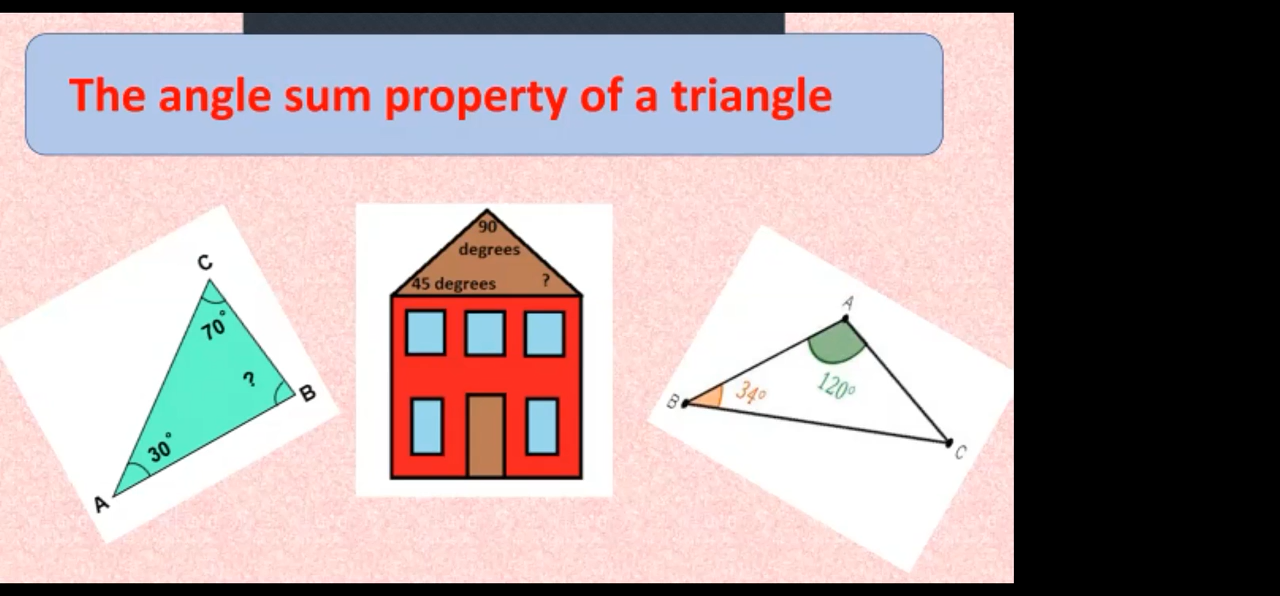 The angle sum property of a triangle
C
70°
?
B
30°
A
90
degrees
45 degrees
?
A
120°
34°
B
C